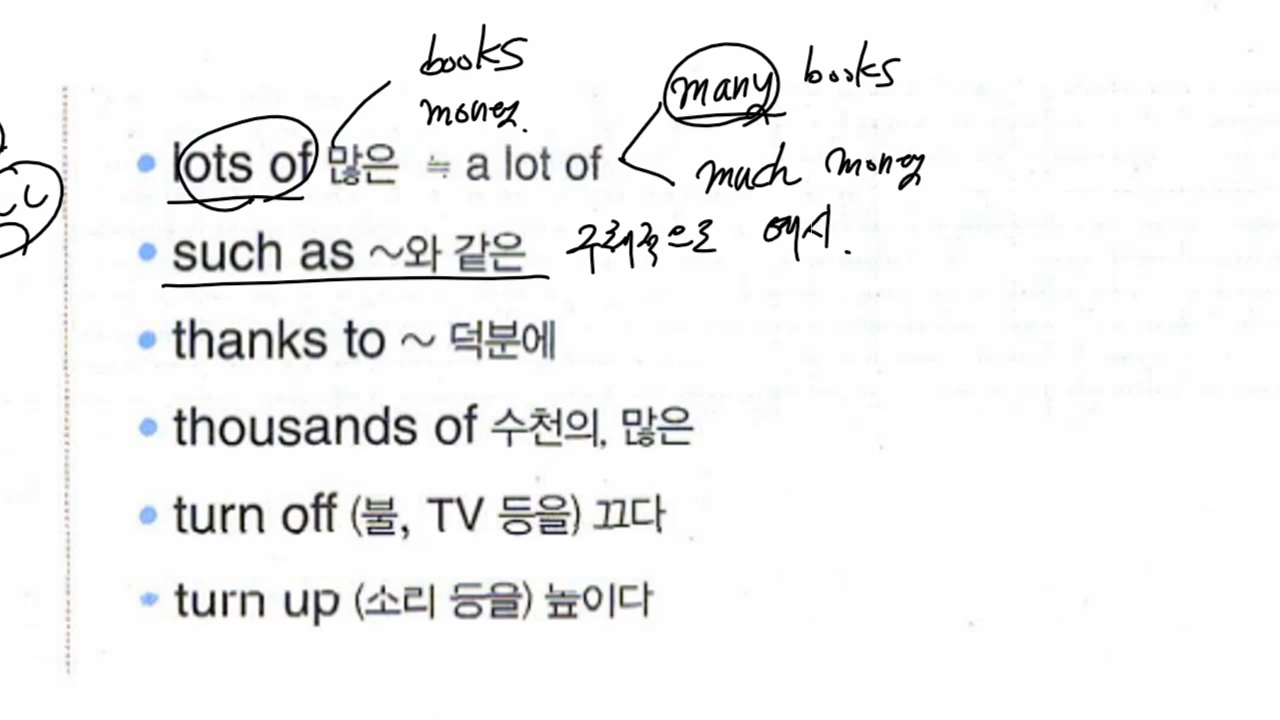 books
many books
money.
lots of 많은 ≒ a lot of
much money
such as ~와 같은 구체적으로 예시.
thanks to ~ 덕분에
thousands of 수천의, 많은
turn off (불, TV 등을) 끄다
turn up (소리 등을) 높이다